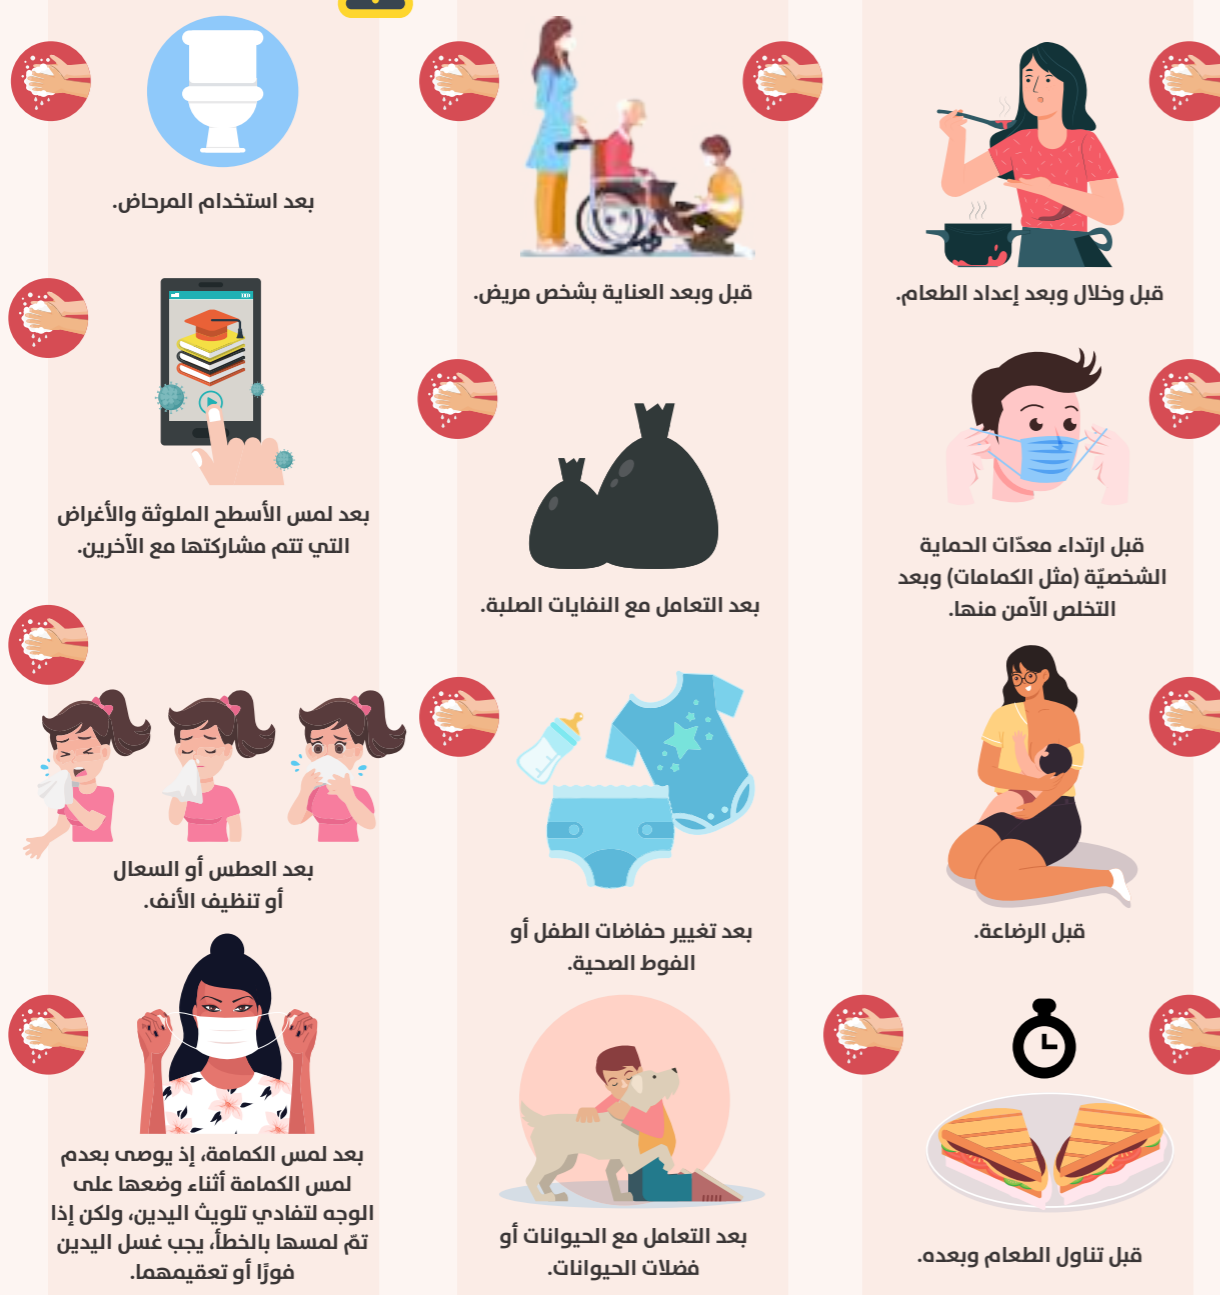 قبل وخلال وبعد إعداد الطعام.
قبل ارتداء معدّات الحماية
الشخصيّة (مثل الكمامات) وبعد
التخلص الآمن منها.
قبل الرضاعة.
قبل تناول الطعام وبعده.
قبل وبعد العناية بشخص مريض.
بعد التعامل مع النفايات الصلبة.
بعد تغيير حفاضات الطفل أو
الفوط الصحية.
بعد التعامل مع الحيوانات أو
فضلات الحيوانات.
بعد استخدام المرحاض.
بعد لمس الأسطح الملوثة والأغراض
التي تتم مشاركتها مع الآخرين.
بعد العطس أو السعال
أو تنظيف الأنف.
بعد لمس الكمامة، إذ يوصى بعدم
لمس الكمامة أثناء وضعها على
الوجه لتفادي تلويث اليدين، ولكن إذا
تمّ لمسها بالخطأ، يجب غسل اليدين
فورًا أو تعقيمهما.